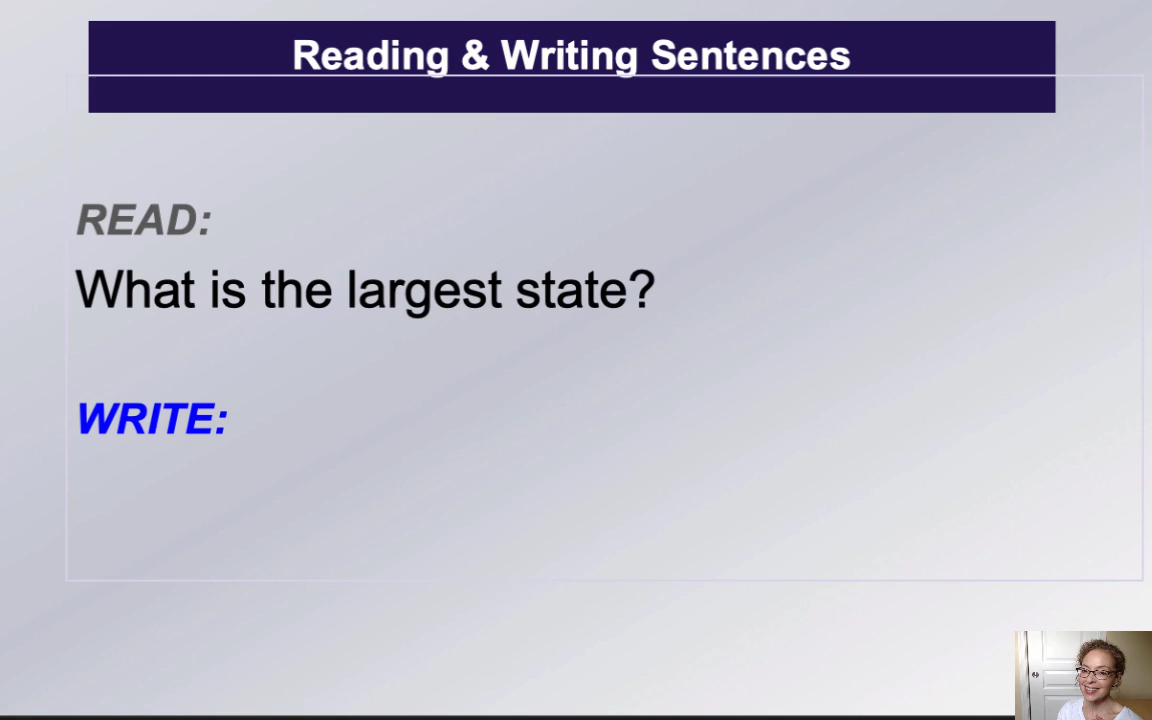 Reading & Writing Sentences
READ:
What is the largest state?
WRITE: